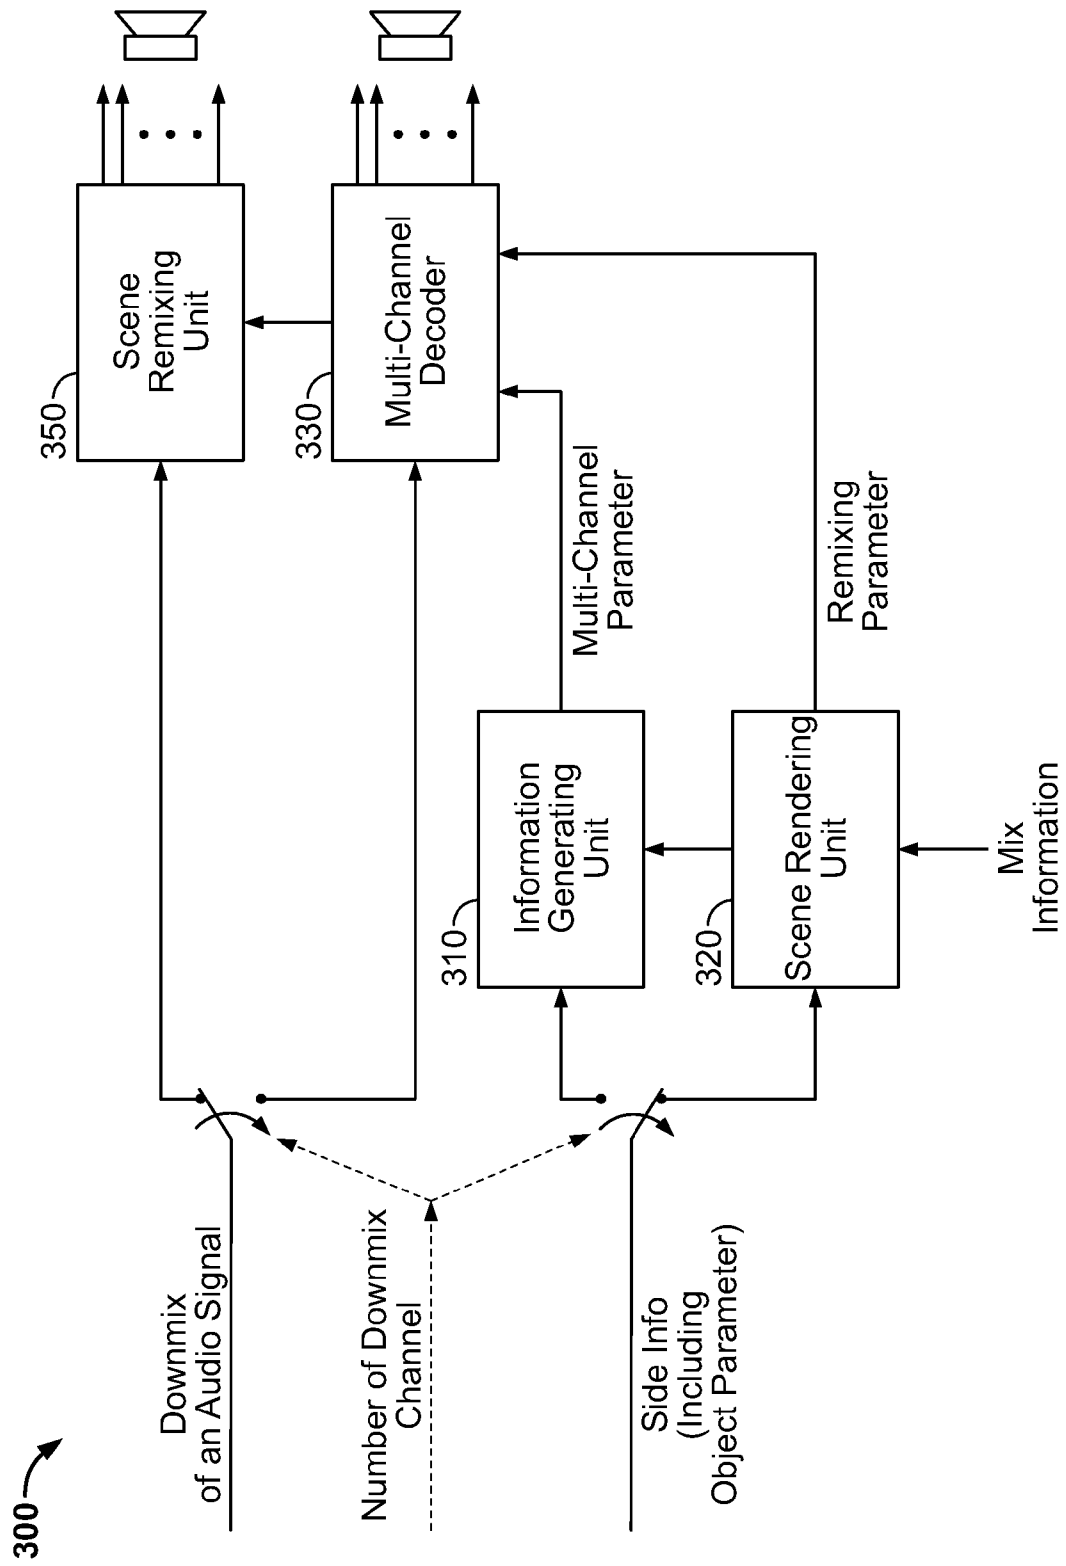 300
Downmix
of an Audio Signal
Number of Downmix
Channel
Side Info
(Including
Object Parameter)
310
Information
Generating
Unit
320
Scene Rendering
Unit
Mix
Information
Multi-Channel
Parameter
Remixing
Parameter
350
Scene
Remixing
Unit
330
Multi-Channel
Decoder